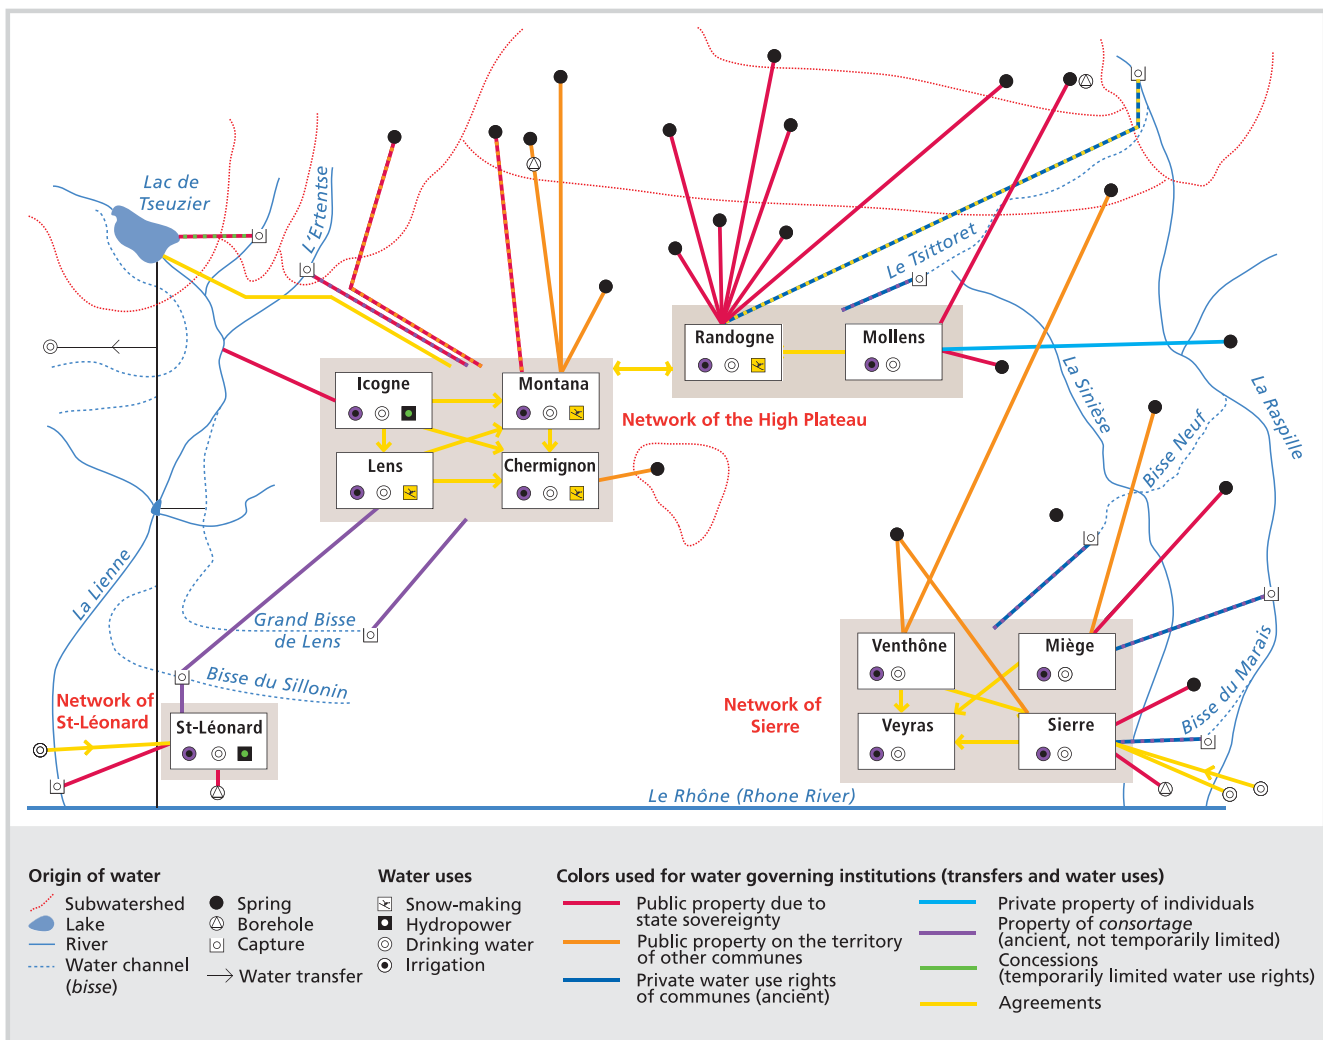 Lac de
Tseuzier
L'Ertentse
Le Tsittoret
Randogne
Mollens
Icogne
Montana
Network of the High Plateau
Lens
Chermignon
La Sinièse
Bisse Neuf
La Raspille
La Lienne
Grand Bisse
de Lens
Bisse du Sillonin
Network of
St-Léonard
St-Léonard
Venthône
Miège
Network of
Sierre
Veyras
Sierre
Bisse du Marais
Le Rhône (Rhone River)
Origin of water
Subwatershed
Lake
River
Water channel
(bisse)
Spring
Borehole
Capture
Water transfer
Water uses
Snow-making
Hydropower
Drinking water
Irrigation
Colors used for water governing institutions (transfers and water uses)
Public property due to
state sovereignty
Public property on the territory
of other communes
Private water use rights
of communes (ancient)
Private property of individuals
Property of consortage
(ancient, not temporarily limited)
Concessions
(temporarily limited water use rights)
Agreements